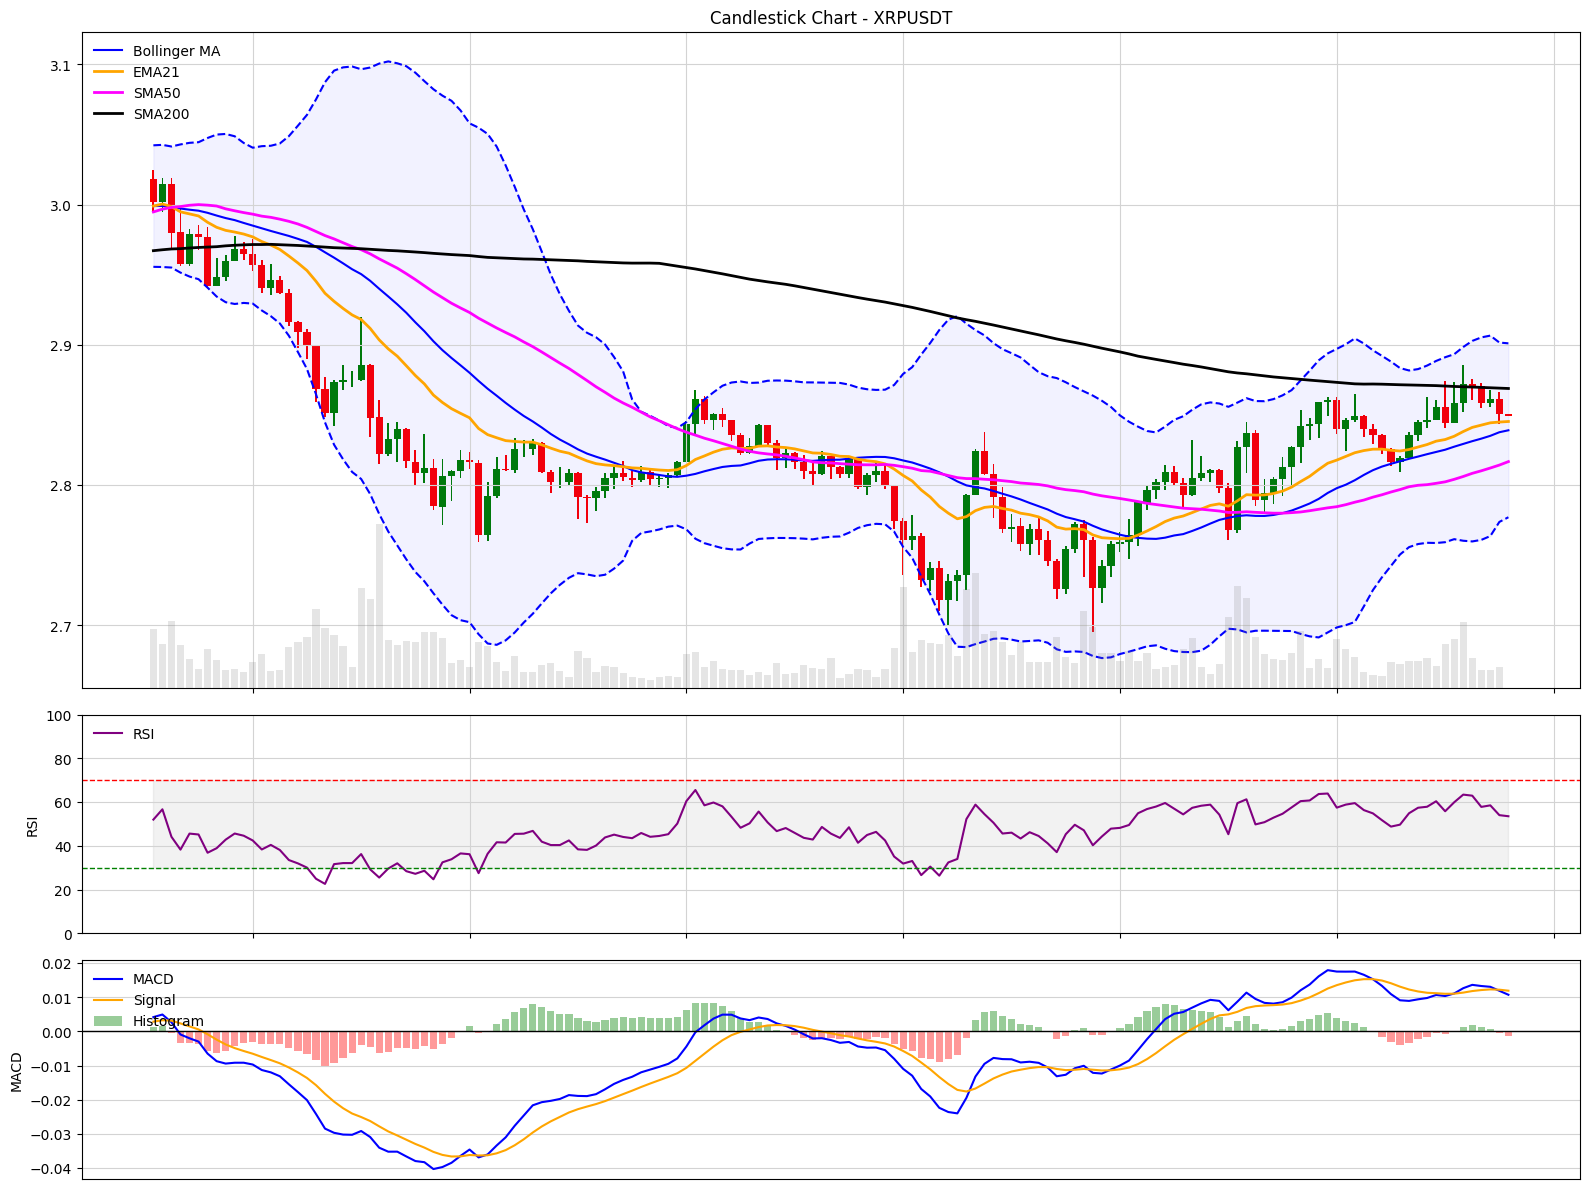 Candlestick Chart - XRPUSDT
Bollinger MA
EMA21
SMA50
SMA200
3.1
3.0
2.9
2.8
2.7
RSI
100
80
60
40
20
0
RSI
MACD
Signal
Histogram
0.02
0.01
0.00
−0.01
−0.02
−0.03
−0.04
MACD